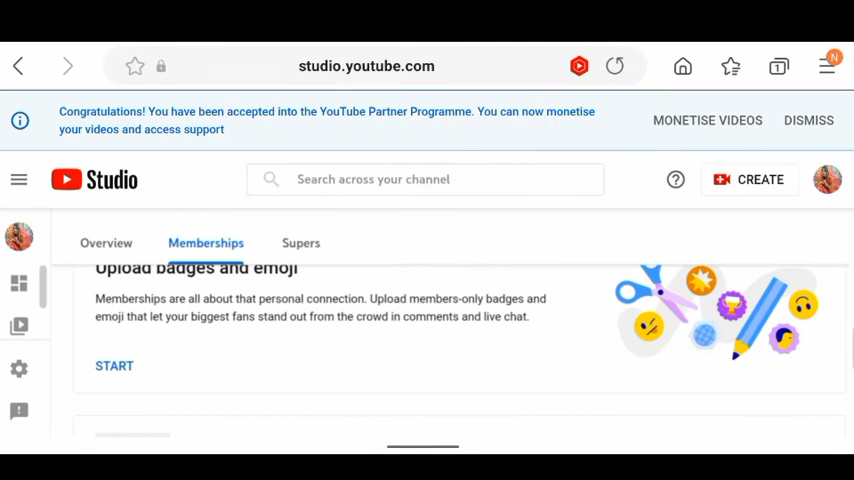 studio.youtube.com
1
N
Congratulations! You have been accepted into the YouTube Partner Programme. You can now monetise
your videos and access support
MONETISE VIDEOS
DISMISS
Studio
Search across your channel
CREATE
Overview
Memberships
Supers
Upload badges and emoji
Memberships are all about that personal connection. Upload members-only badges and
emoji that let your biggest fans stand out from the crowd in comments and live chat.
START